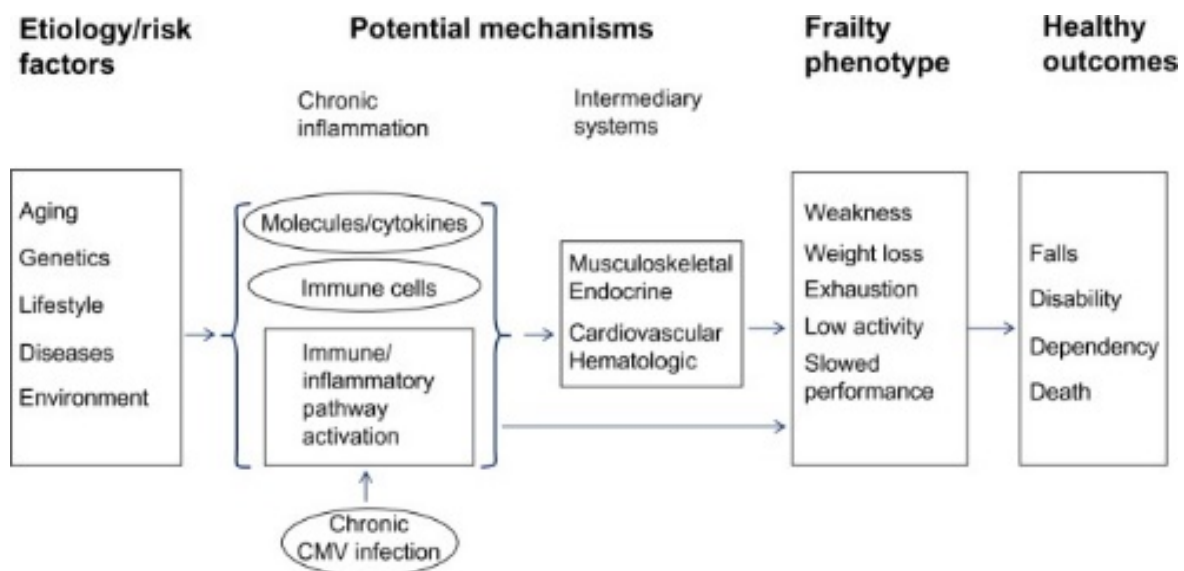 Etiology/risk
factors
Potential mechanisms
Frailty
phenotype
Healthy
outcomes
Chronic
inflammation
Intermediary
systems
Aging
Genetics
Lifestyle
Diseases
Environment
Molecules/cytokines
Immune cells
Immune/
inflammatory
pathway
activation
Chronic
CMV infection
Musculoskeletal
Endocrine
Cardiovascular
Hematologic
Weakness
Weight loss
Exhaustion
Low activity
Slowed
performance
Falls
Disability
Dependency
Death